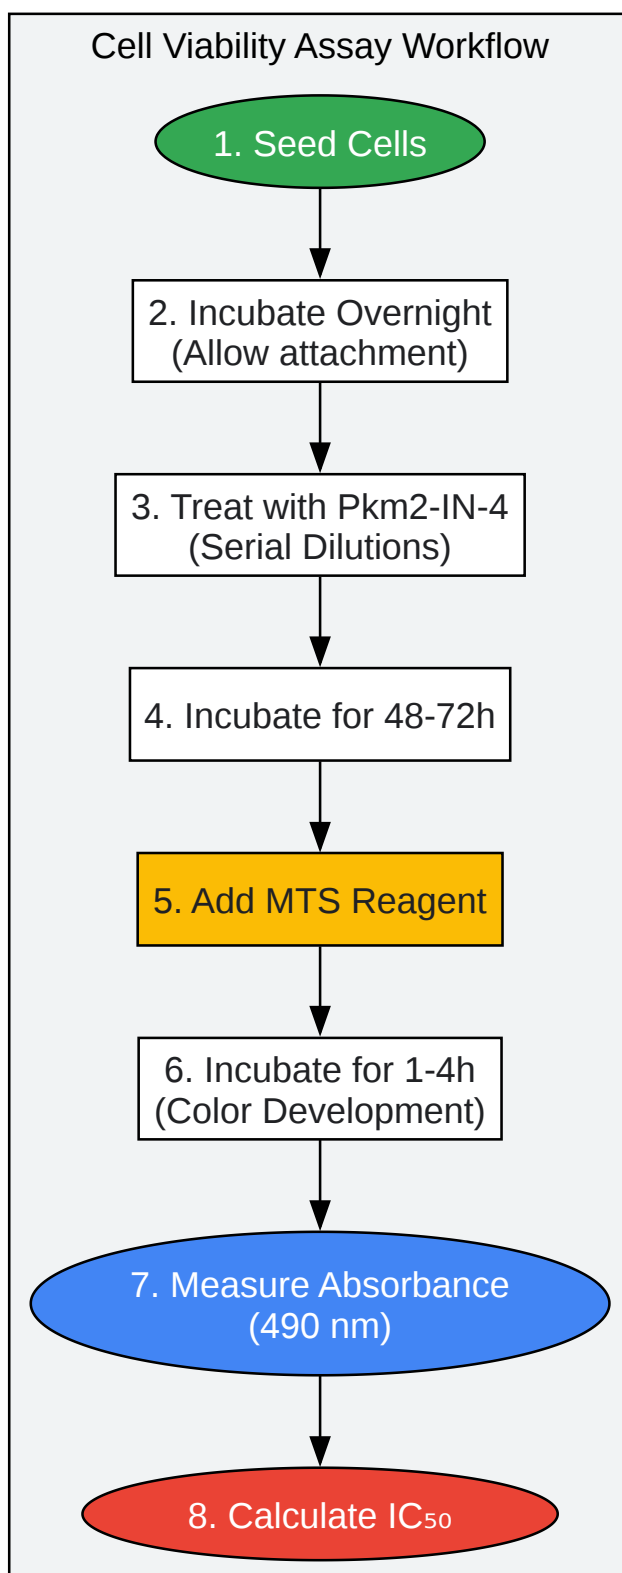 Cell Viability Assay Workflow
1. Seed Cells
2. Incubate Overnight
(Allow attachment)
3. Treat with Pkm2-IN-4
(Serial Dilutions)
4. Incubate for 48-72h
5. Add MTS Reagent
6. Incubate for 1-4h
(Color Development)
7. Measure Absorbance
(490 nm)
8. Calculate IC₅₀